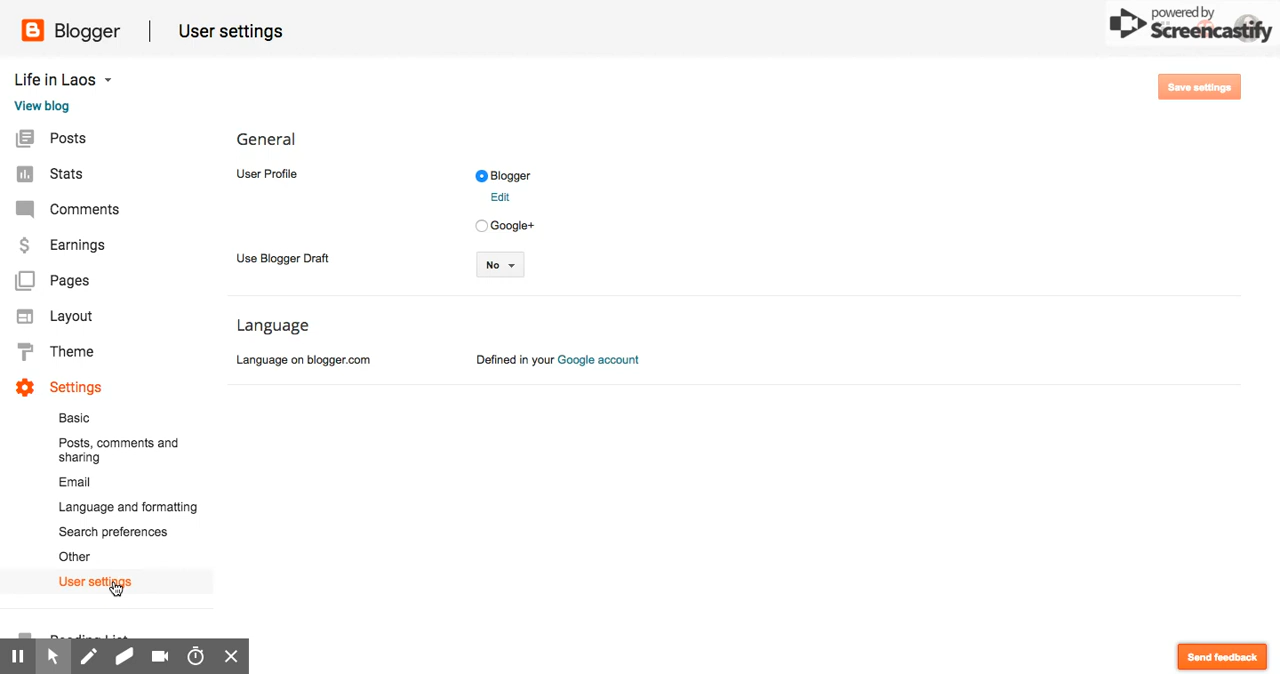 Blogger
User settings
powered by
Screencastify
Life in Laos
View blog
Save settings
Posts
Stats
Comments
Earnings
Pages
Layout
Theme
Settings
Basic
Posts, comments and
sharing
Email
Language and formatting
Search preferences
Other
User settings
Reading List
General
User Profile
Blogger
Edit
Google+
Use Blogger Draft
No
Language
Language on blogger.com
Defined in your Google account
Send feedback